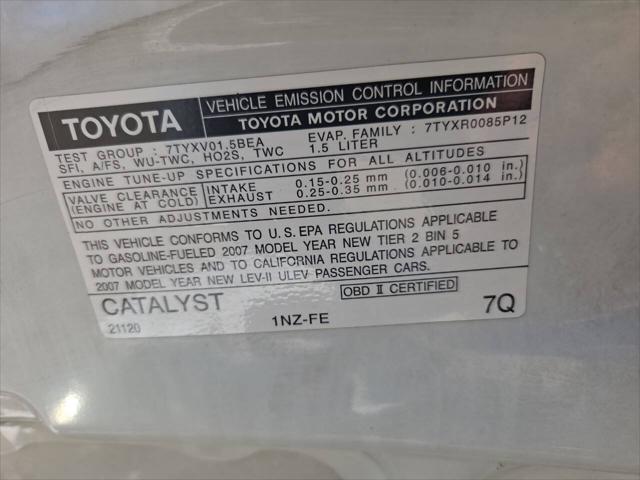 TOYOTA
VEHICLE EMISSION CONTROL INFORMATION
TOYOTA MOTOR CORPORATION
TEST GROUP : 7TYXV01.5BEA EVAP. FAMILY : 7TYXR0085P12
SFI, A/FS, WU-TWC, HO2S, TWC 1.5 LITER
ENGINE TUNE-UP SPECIFICATIONS FOR ALL ALTITUDES
VALVE CLEARANCE INTAKE 0.15-0.25 mm (0.006-0.010 in.)
(ENGINE AT COLD) EXHAUST 0.25-0.35 mm (0.010-0.014 in.)
NO OTHER ADJUSTMENTS NEEDED.
THIS VEHICLE CONFORMS TO U.S.EPA REGULATIONS APPLICABLE
TO GASOLINE-FUELED 2007 MODEL YEAR NEW TIER 2 BIN 5
MOTOR VEHICLES AND TO CALIFORNIA REGULATIONS APPLICABLE TO
2007 MODEL YEAR NEW LEV-II ULEV PASSENGER CARS.
CATALYST OBD II CERTIFIED
21120 1NZ-FE 7Q